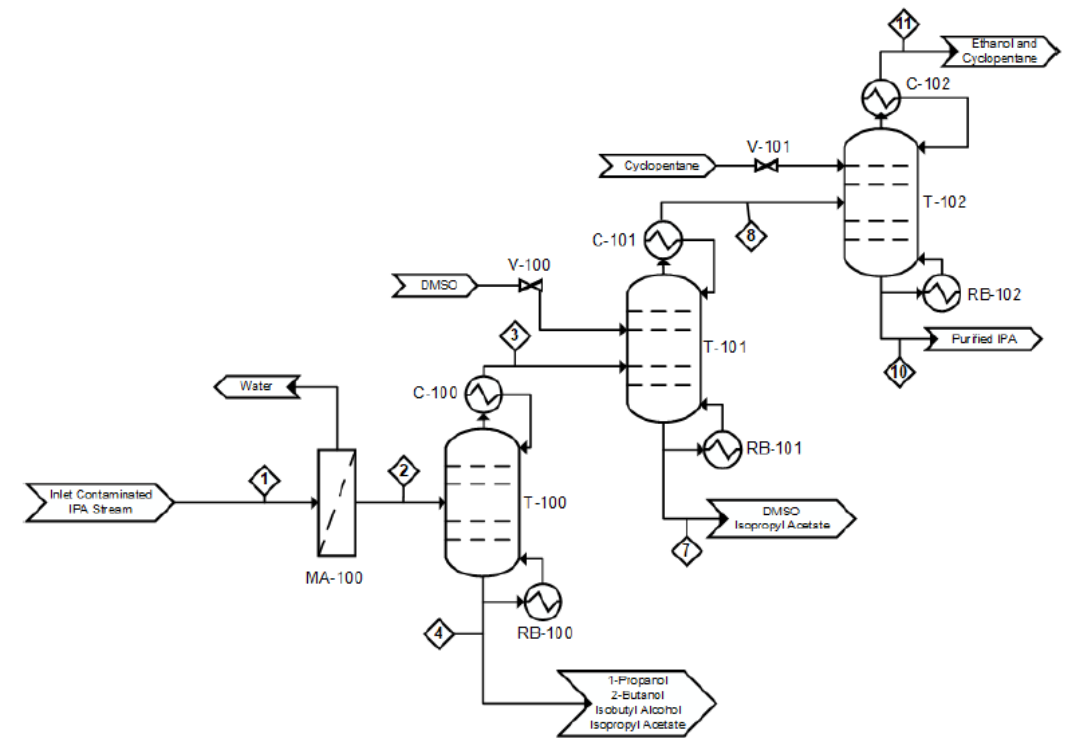 11
Ethanol and
Cyclopentane
C-102
V-101
Cyclopentane
T-102
8
C-101
V-100
DMSO
RB-102
3
T-101
Purified IPA
10
C-100
Water
RB-101
1
2
Inlet Contaminated
IPA Stream
T-100
DMSO
Isopropyl Acetate
7
MA-100
RB-100
4
1-Propanol
2-Butanol
Isobutyl Alcohol
Isopropyl Acetate